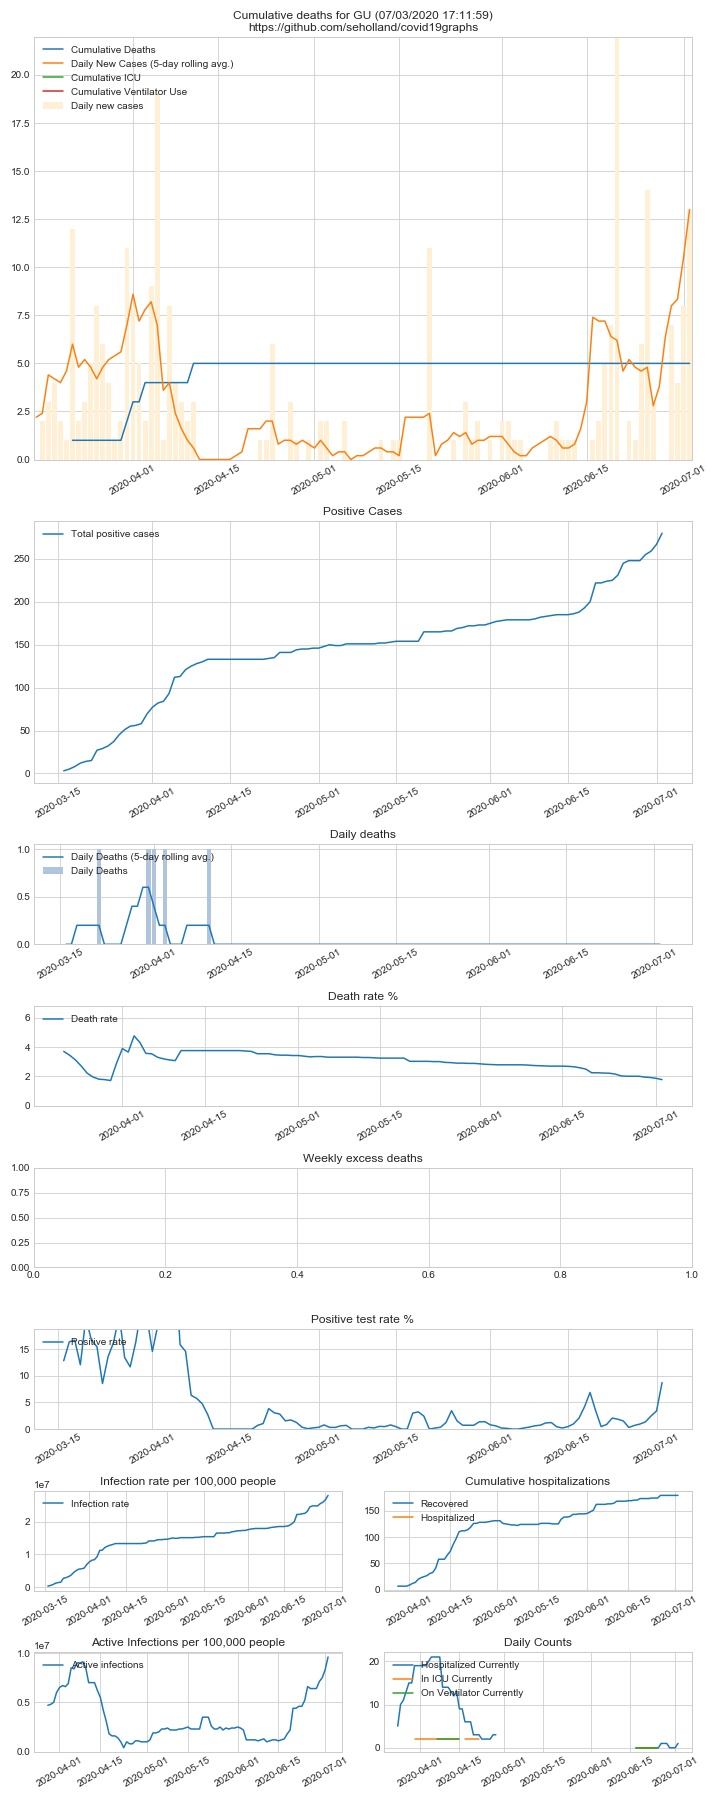 Cumulative deaths for GU (07/03/2020 17:11:59)
https://github.com/seholland/covid19graphs
Cumulative Deaths
Daily New Cases (5-day rolling avg.)
Cumulative ICU
Cumulative Ventilator Use
Daily new cases
20.0
17.5
15.0
12.5
10.0
7.5
5.0
2.5
0.0
2020-04-01 2020-04-15 2020-05-01 2020-05-15 2020-06-01 2020-06-15 2020-07-01
Positive Cases
Total positive cases
250
200
150
100
50
0
2020-03-15 2020-04-01 2020-04-15 2020-05-01 2020-05-15 2020-06-01 2020-06-15 2020-07-01
Daily deaths
1.0
Daily Deaths (5-day rolling avg.)
Daily Deaths
0.5
0.0
2020-03-15 2020-04-01 2020-04-15 2020-05-01 2020-05-15 2020-06-01 2020-06-15 2020-07-01
Death rate %
6
Death rate
4
2
0
2020-04-01 2020-04-15 2020-05-01 2020-05-15 2020-06-01 2020-06-15 2020-07-01
Weekly excess deaths
1.00
0.75
0.50
0.25
0.00
0.0 0.2 0.4 0.6 0.8 1.0
Positive test rate %
Positive rate
15
10
5
0
2020-03-15 2020-04-01 2020-04-15 2020-05-01 2020-05-15 2020-06-01 2020-06-15 2020-07-01
Infection rate per 100,000 people
1e7
Infection rate
2
1
0
2020-03-15 2020-04-01 2020-04-15 2020-05-01 2020-05-15 2020-06-01 2020-06-15 2020-07-01
Cumulative hospitalizations
Recovered
Hospitalized
150
100
50
0
2020-04-01 2020-04-15 2020-05-01 2020-05-15 2020-06-01 2020-06-15 2020-07-01
Active Infections per 100,000 people
1e7
1.0
Active infections
0.5
0.0
2020-04-01 2020-04-15 2020-05-01 2020-05-15 2020-06-01 2020-06-15 2020-07-01
Daily Counts
Hospitalized Currently
In ICU Currently
On Ventilator Currently
20
10
0
2020-04-01 2020-04-15 2020-05-01 2020-05-15 2020-06-01 2020-06-15 2020-07-01